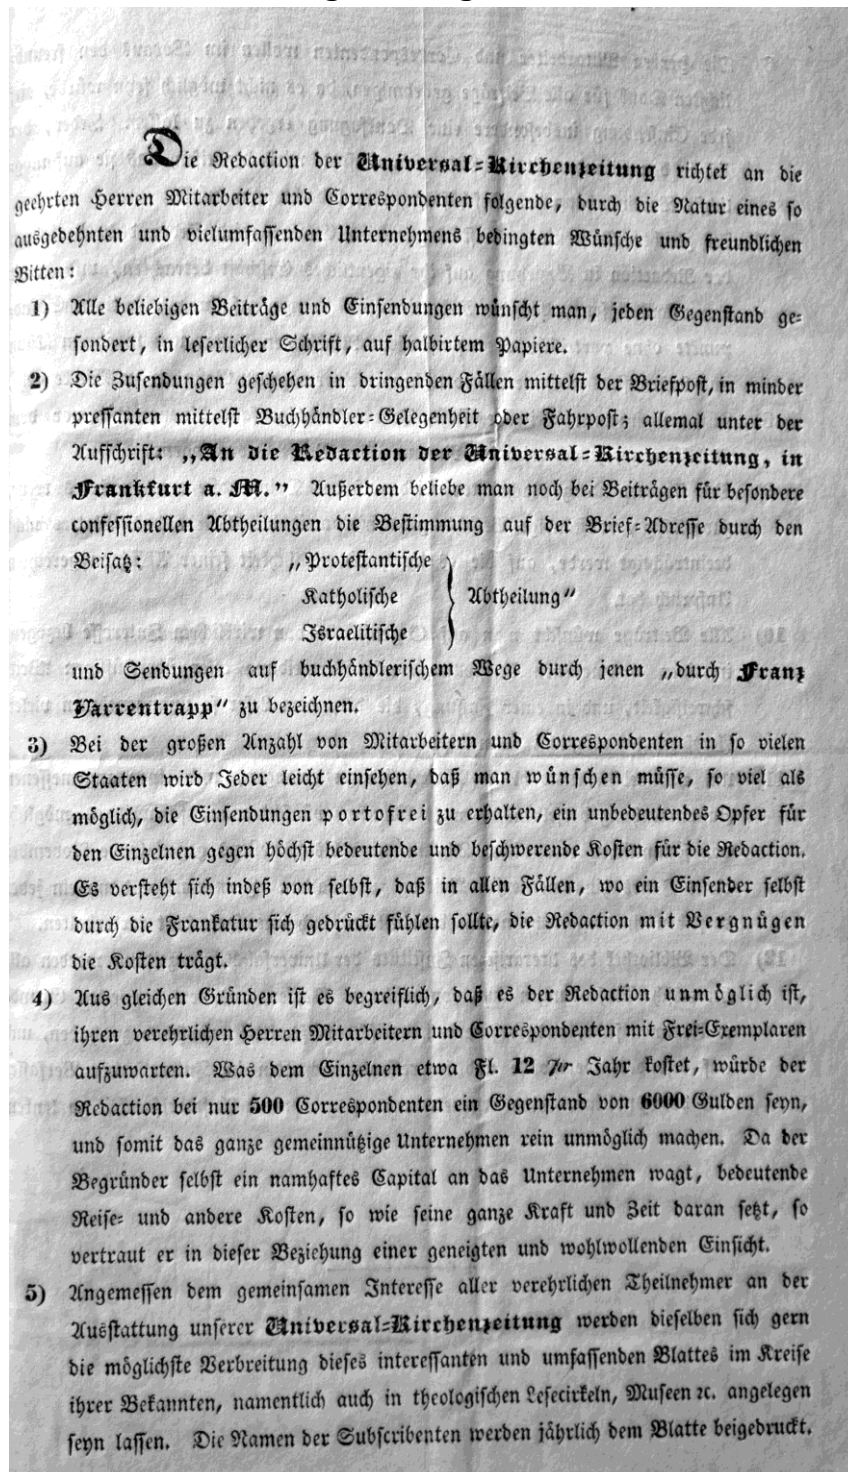 Die Redaction der Universal-Kirchenzeitung richtet an die
geehrten Herren Mitarbeiter und Correspondenten folgende, durch die Natur eines so
ausgedehnten und vielumfassenden Unternehmens bedingten Wünsche und freundlichen
Bitten:
1) Alle beliebigen Beiträge und Einsendungen wünscht man, jeden Gegenstand ge-
sondert, in leserlicher Schrift, auf halbirtem Papiere.
2) Die Zusendungen geschehen in dringenden Fällen mittelst der Briefpost, in minder
pressanten mittelst Buchhändler-Gelegenheit oder Fahrpost; allemal unter der
Aufschrift: „An die Redaction der Universal-Kirchenzeitung, in
Frankfurt a. M.” Außerdem beliebe man noch bei Beiträgen für besondere
confessionellen Abtheilungen die Bestimmung auf der Brief-Adresse durch den
Beisatz: „Protestantische
Katholische } Abtheilung”
Israelitische
und Sendungen auf buchhändlerischem Wege durch jenen „durch Franz
Varrentrapp” zu bezeichnen.
3) Bei der großen Anzahl von Mitarbeitern und Correspondenten in so vielen
Staaten wird Jeder leicht einsehen, daß man wünschen müsse, so viel als
möglich, die Einsendungen portofrei zu erhalten, ein unbedeutendes Opfer für
den Einzelnen gegen höchst bedeutende und beschwerende Kosten für die Redaction.
Es versteht sich indeß von selbst, daß in allen Fällen, wo ein Einsender selbst
durch die Frankatur sich gedrückt fühlen sollte, die Redaction mit Vergnügen
die Kosten trägt.
4) Aus gleichen Gründen ist es begreiflich, daß es der Redaction unmöglich ist,
ihren verehrlichen Herren Mitarbeitern und Correspondenten mit Frei-Exemplaren
aufzuwarten. Was dem Einzelnen etwa Fl. 12 pr Jahr kostet, würde der
Redaction bei nur 500 Correspondenten ein Gegenstand von 6000 Gulden seyn,
und somit das ganze gemeinnützige Unternehmen rein unmöglich machen. Da der
Begründer selbst ein namhaftes Capital an das Unternehmen wagt, bedeutende
Reise- und andere Kosten, so wie seine ganze Kraft und Zeit daran setzt, so
vertraut er in dieser Beziehung einer geneigten und wohlwollenden Einsicht.
5) Angemessen dem gemeinsamen Interesse aller verehrlichen Theilnehmer an der
Ausstattung unserer Universal-Kirchenzeitung werden dieselben sich gern
die möglichste Verbreitung dieses interessanten und umfassenden Blattes im Kreise
ihrer Bekannten, namentlich auch in theologischen Lesecirkeln, Museen ꝛc. angelegen
seyn lassen. Die Namen der Subscribenten werden jährlich dem Blatte beigedruckt.